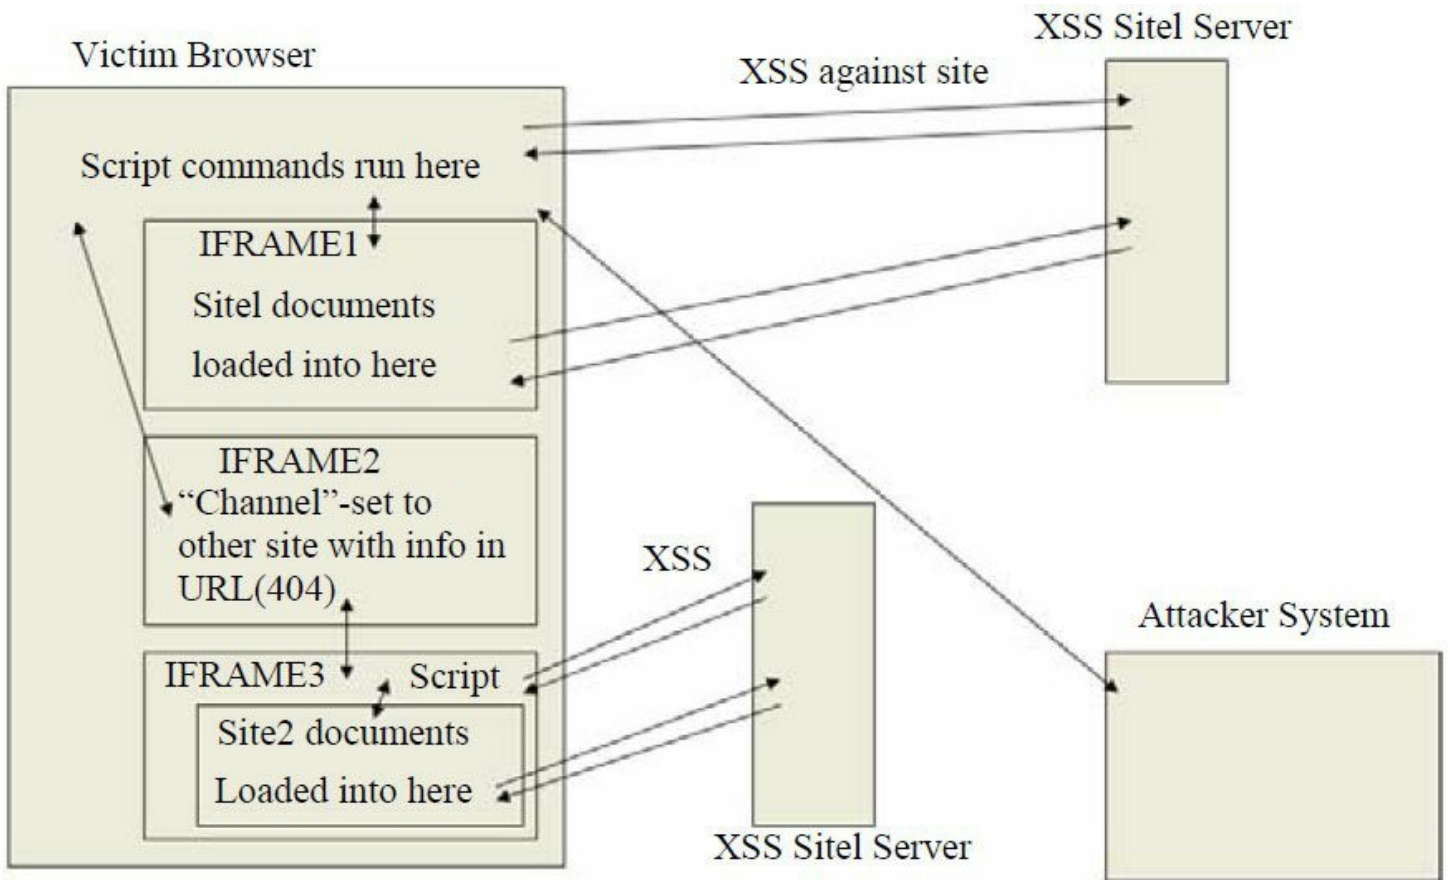 Victim Browser
XSS Sitel Server
XSS against site
Script commands run here
IFRAME1
Sitel documents
loaded into here
IFRAME2
“Channel”-set to
other site with info in
URL(404)
XSS
Attacker System
IFRAME3
Script
Site2 documents
Loaded into here
XSS Sitel Server